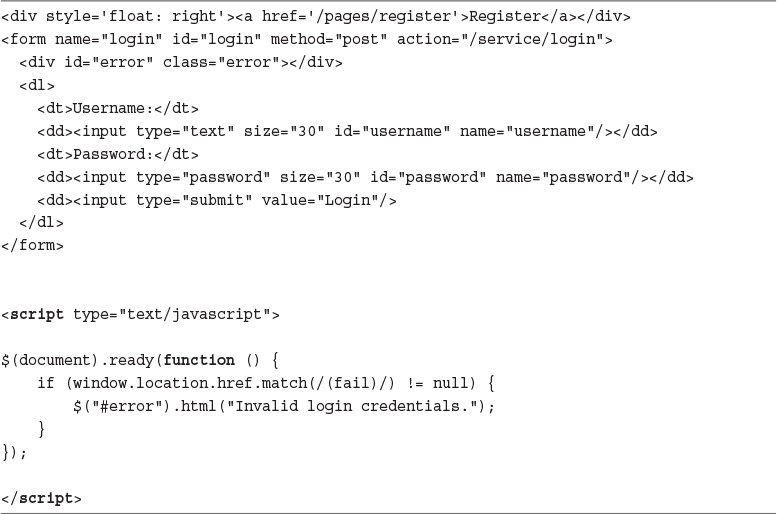 <div style='float: right'><a href='/pages/register'>Register</a></div>
<form name="login" id="login" method="post" action="/service/login">
  <div id="error" class="error"></div>
  <dl>
    <dt>Username:</dt>
    <dd><input type="text" size="30" id="username" name="username"/></dd>
    <dt>Password:</dt>
    <dd><input type="password" size="30" id="password" name="password"/></dd>
    <dd><input type="submit" value="Login"/>
  </dl>
</form>

<script type="text/javascript">

$(document).ready(function () {
    if (window.location.href.match(/(fail)/) != null) {
        $("#error").html("Invalid login credentials.");
    }
});

</script>